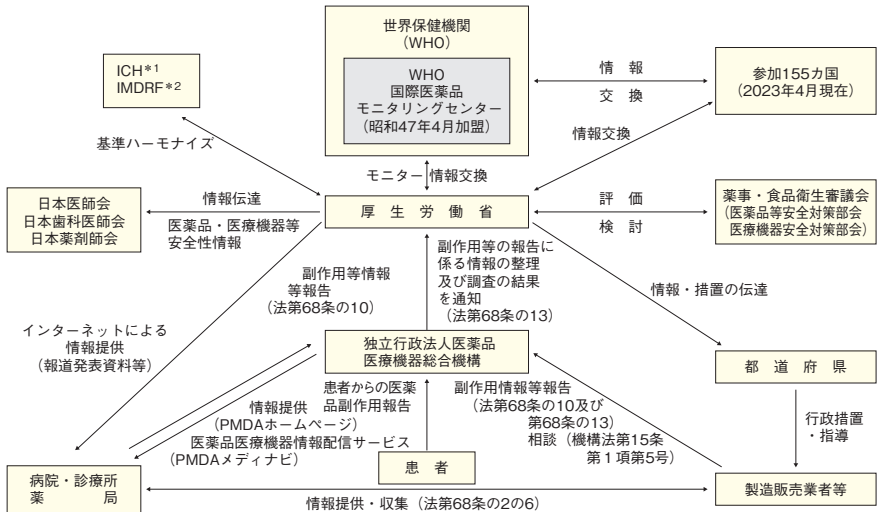 世界保健機関
（WHO）
WHO
国際医薬品
モニタリングセンター
（昭和47年4月加盟）
ICH*1
IMDRF*2
情　報
交　換
参加155カ国
（2023年4月現在）
基準ハーモナイズ
情報交換
モニター 情報交換
日本医師会
日本歯科医師会
日本薬剤師会
情報伝達
医薬品・医療機器等
安全性情報
厚　生　労　働　省
評　価
検　討
薬事・食品衛生審議会
（医薬品等安全対策部会
医療機器安全対策部会）
副作用等情報
等報告
（法第68条の10）
副作用等の報告に
係る情報の整理
及び調査の結果
を通知
（法第68条の13）
情報・措置の伝達
インターネットによる
情報提供
（報道発表資料等）
独立行政法人医薬品
医療機器総合機構
都　道　府　県
患者からの医薬
品副作用報告
副作用情報等報告
（法第68条の10及び
第68条の13）
相談（機構法第15条
第1項第5号）
情報提供
（PMDAホームページ）
医薬品医療機器情報配信サービス
（PMDAメディナビ）
行政措置
・指導
患　者
病院・診療所
薬　　　局
製造販売業者等
情報提供・収集（法第68条の2の6）